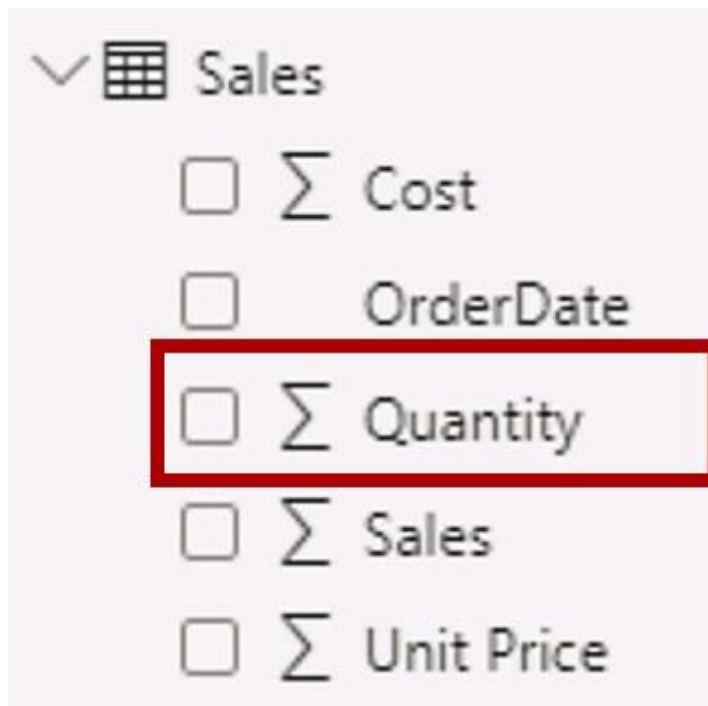 Sales
∑ Cost
OrderDate
∑ Quantity
∑ Sales
∑ Unit Price